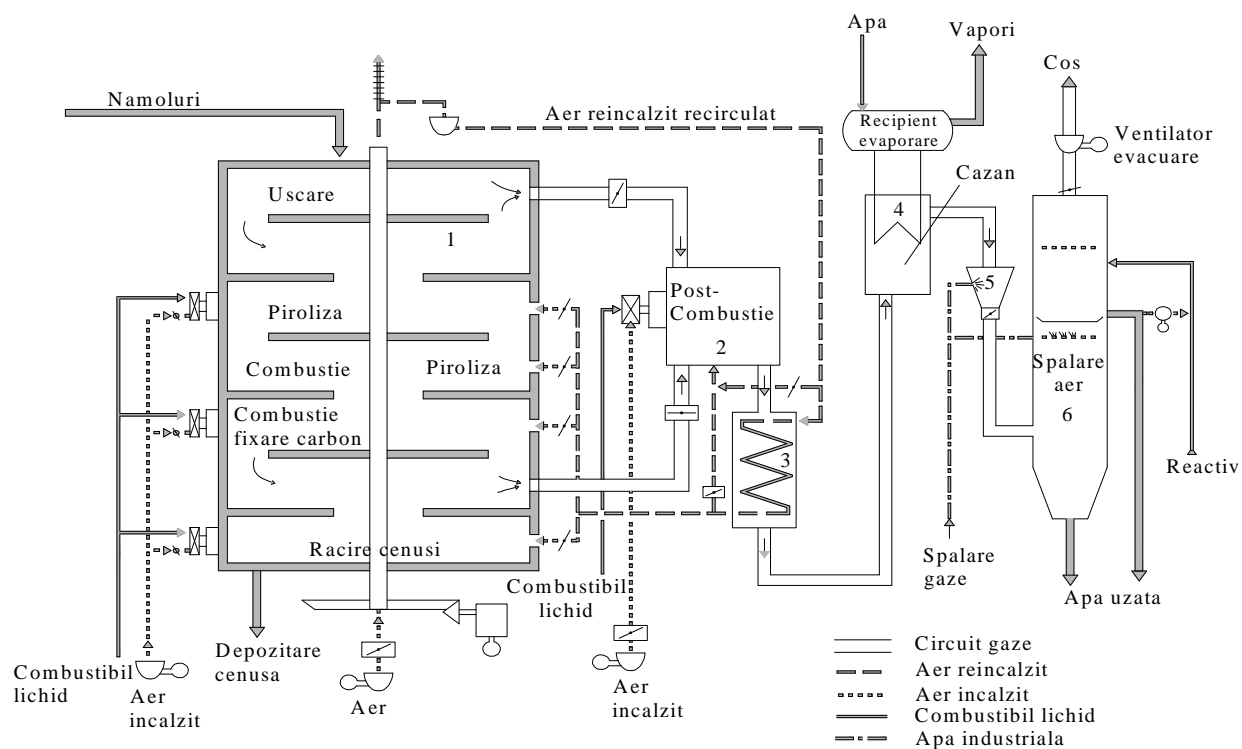 Apa
Vapori
Cos
Namoluri
Aer reincalzit recirculat
Recipient
evaporare
Ventilator
evacuare
Cazan
Uscare
1
4
5
Piroliza
Post-
Combustie
2
Combustie
Piroliza
Spalare
aer
6
Combustie
fixare carbon
3
Reactiv
Racire cenusi
Spalare
gaze
Combustibil
lichid
Apa uzata
Depozitare
cenusa
Combustibil
lichid
Aer
incalzit
Aer
Aer
incalzit
Circuit gaze
Aer reincalzit
Aer incalzit
Combustibil lichid
Apa industriala